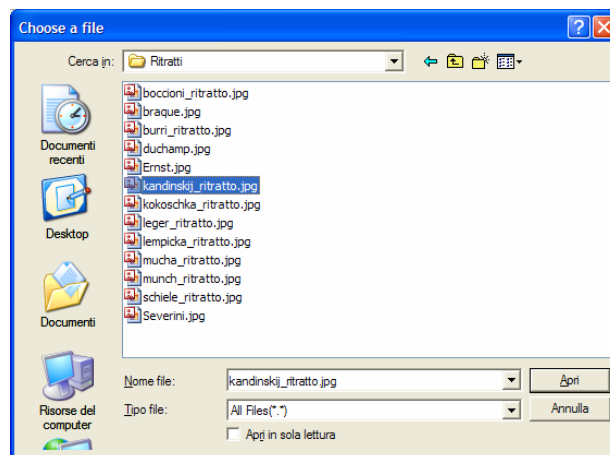 Choose a file
Cerca in:
Ritratti
Documenti
recenti
Desktop
Documenti
Risorse del
computer
boccioni_ritratto.jpg
braque.jpg
burri_ritratto.jpg
duchamp.jpg
Ernst.jpg
kandinskij_ritratto.jpg
kokoschka_ritratto.jpg
leger_ritratto.jpg
lempicka_ritratto.jpg
mucha_ritratto.jpg
munch_ritratto.jpg
schiele_ritratto.jpg
Severini.jpg
Nome file:
kandinskij_ritratto.jpg
Apri
Tipo file:
All Files(*.*)
Annulla
Apri in sola lettura